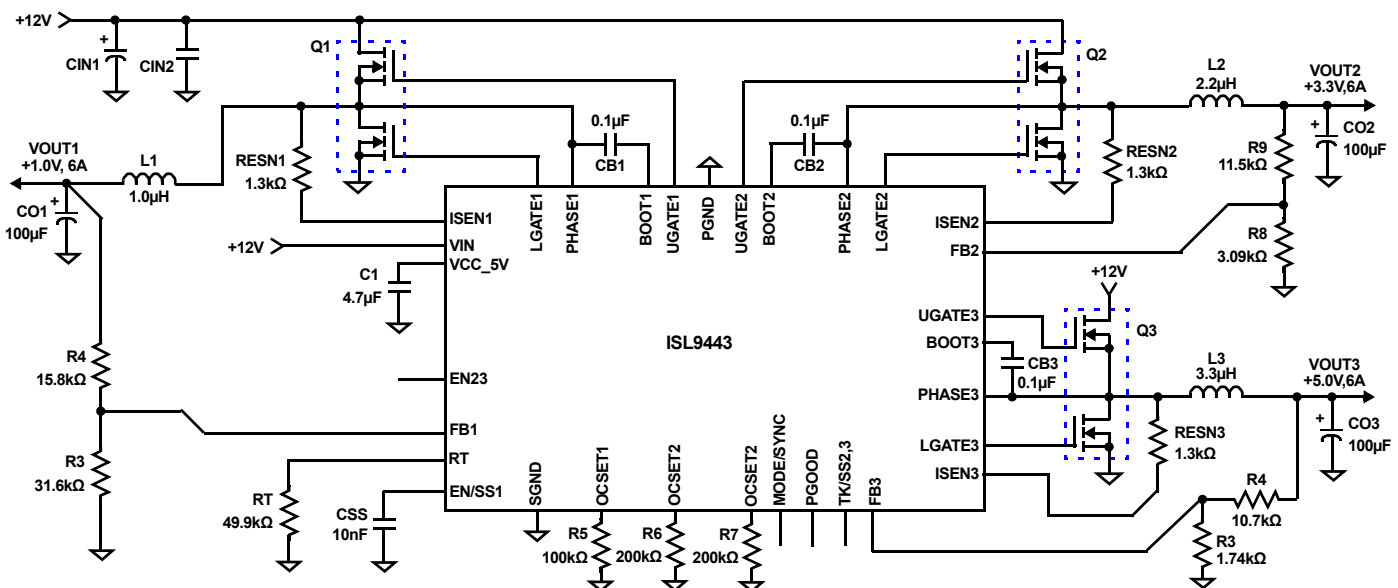 +12V
CIN1
+
CIN2
Q1
Q2
L2
2.2µH
VOUT2
+3.3V,6A
0.1µF
CB1
0.1µF
CB2
R9
11.5kΩ
+
CO2
100µF
VOUT1
+1.0V, 6A
L1
1.0µH
RESN1
1.3kΩ
RESN2
1.3kΩ
+
CO1
100µF
LGATE1
PHASE1
BOOT1
UGATE1
PGND
UGATE2
BOOT2
PHASE2
LGATE2
ISEN1
ISEN2
+12V
VIN
FB2
R8
3.09kΩ
VCC_5V
C1
4.7µF
+12V
UGATE3
Q3
ISL9443
BOOT3
CB3
0.1µF
L3
3.3µH
VOUT3
+5.0V,6A
R4
15.8kΩ
EN23
PHASE3
FB1
LGATE3
RESN3
1.3kΩ
+
CO3
100µF
R3
31.6kΩ
RT
ISEN3
EN/SS1
SGND
OCSET1
OCSET2
OCSET2
MODE/SYNC
PGOOD
TK/SS2,3
FB3
R4
10.7kΩ
RT
49.9kΩ
CSS
10nF
R5
100kΩ
R6
200kΩ
R7
200kΩ
R3
1.74kΩ